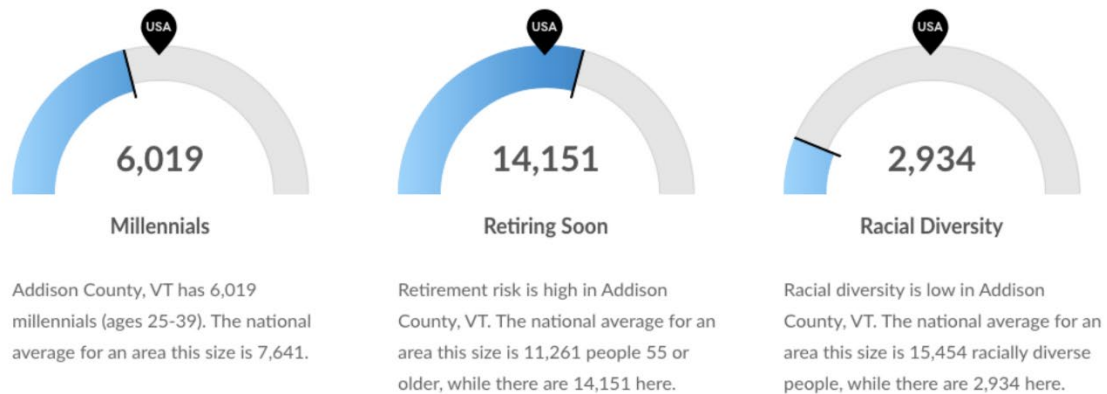 USA
USA
USA
6,019
14,151
2,934
Millennials
Retiring Soon
Racial Diversity
Addison County, VT has 6,019
millennials (ages 25-39). The national
average for an area this size is 7,641.
Retirement risk is high in Addison
County, VT. The national average for an
area this size is 11,261 people 55 or
older, while there are 14,151 here.
Racial diversity is low in Addison
County, VT. The national average for an
area this size is 15,454 racially diverse
people, while there are 2,934 here.